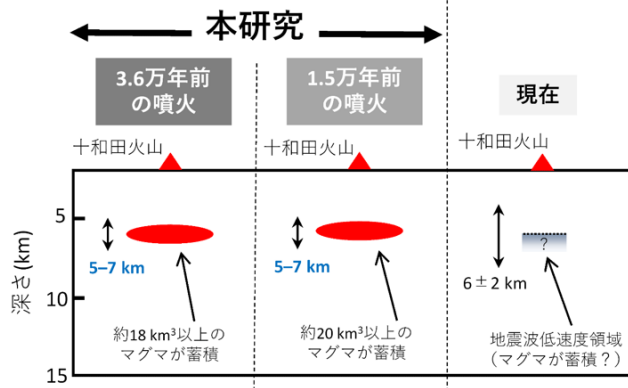 本研究
3.6万年前
の噴火
1.5万年前
の噴火
現在
十和田火山
十和田火山
十和田火山
深さ(km)
5
10
15
5–7 km
5–7 km
6±2 km
?
約18 km³以上の
マグマが蓄積
約20 km³以上の
マグマが蓄積
地震波低速度領域
（マグマが蓄積？）